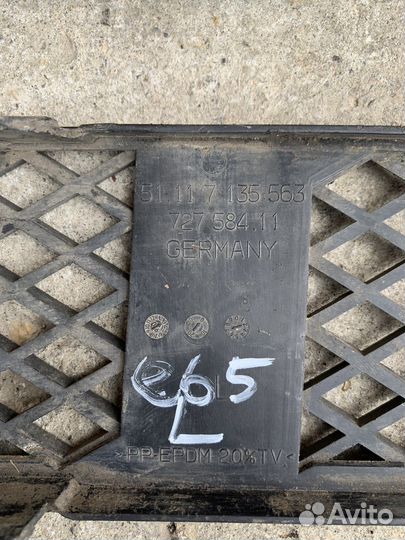 51.11 7 135 563
727 584.11
GERMANY
e65
L
>PP-EPDM-20%TV<
Avito